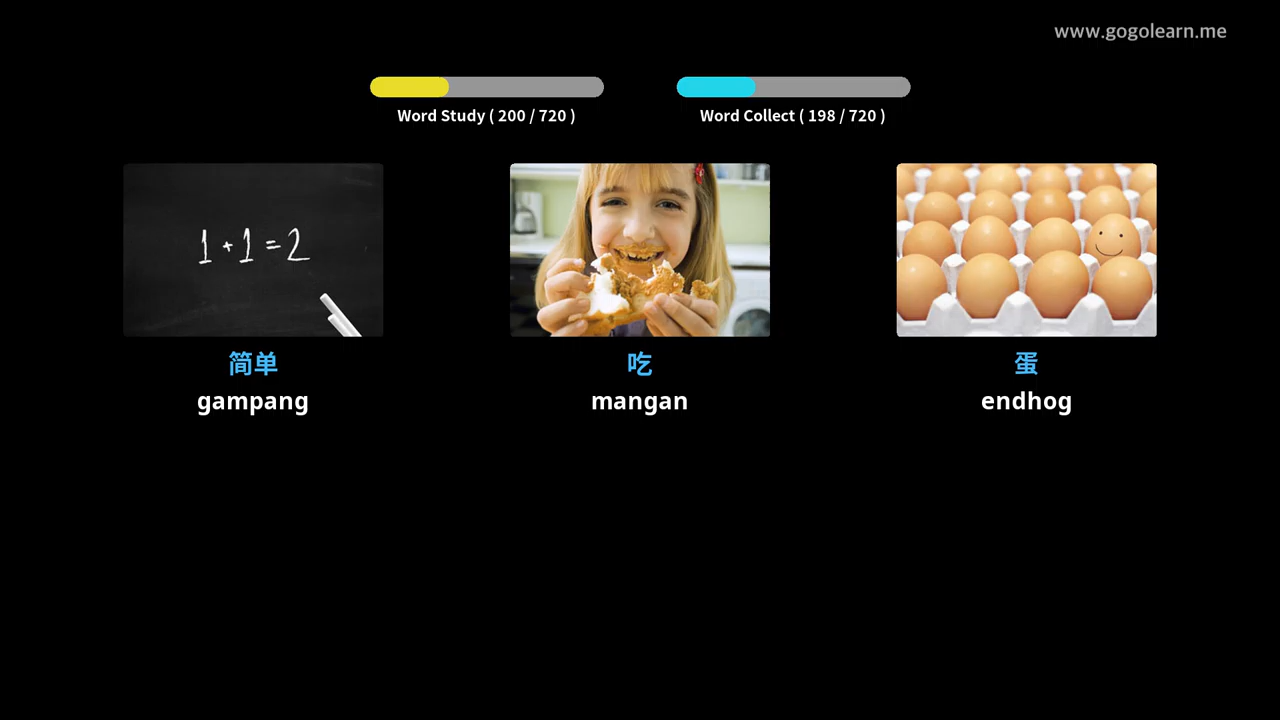 www.gogolearn.me
Word Study ( 200 / 720 )
Word Collect ( 198 / 720 )
1 + 1 = 2
简单
吃
蛋
gampang
mangan
endhog